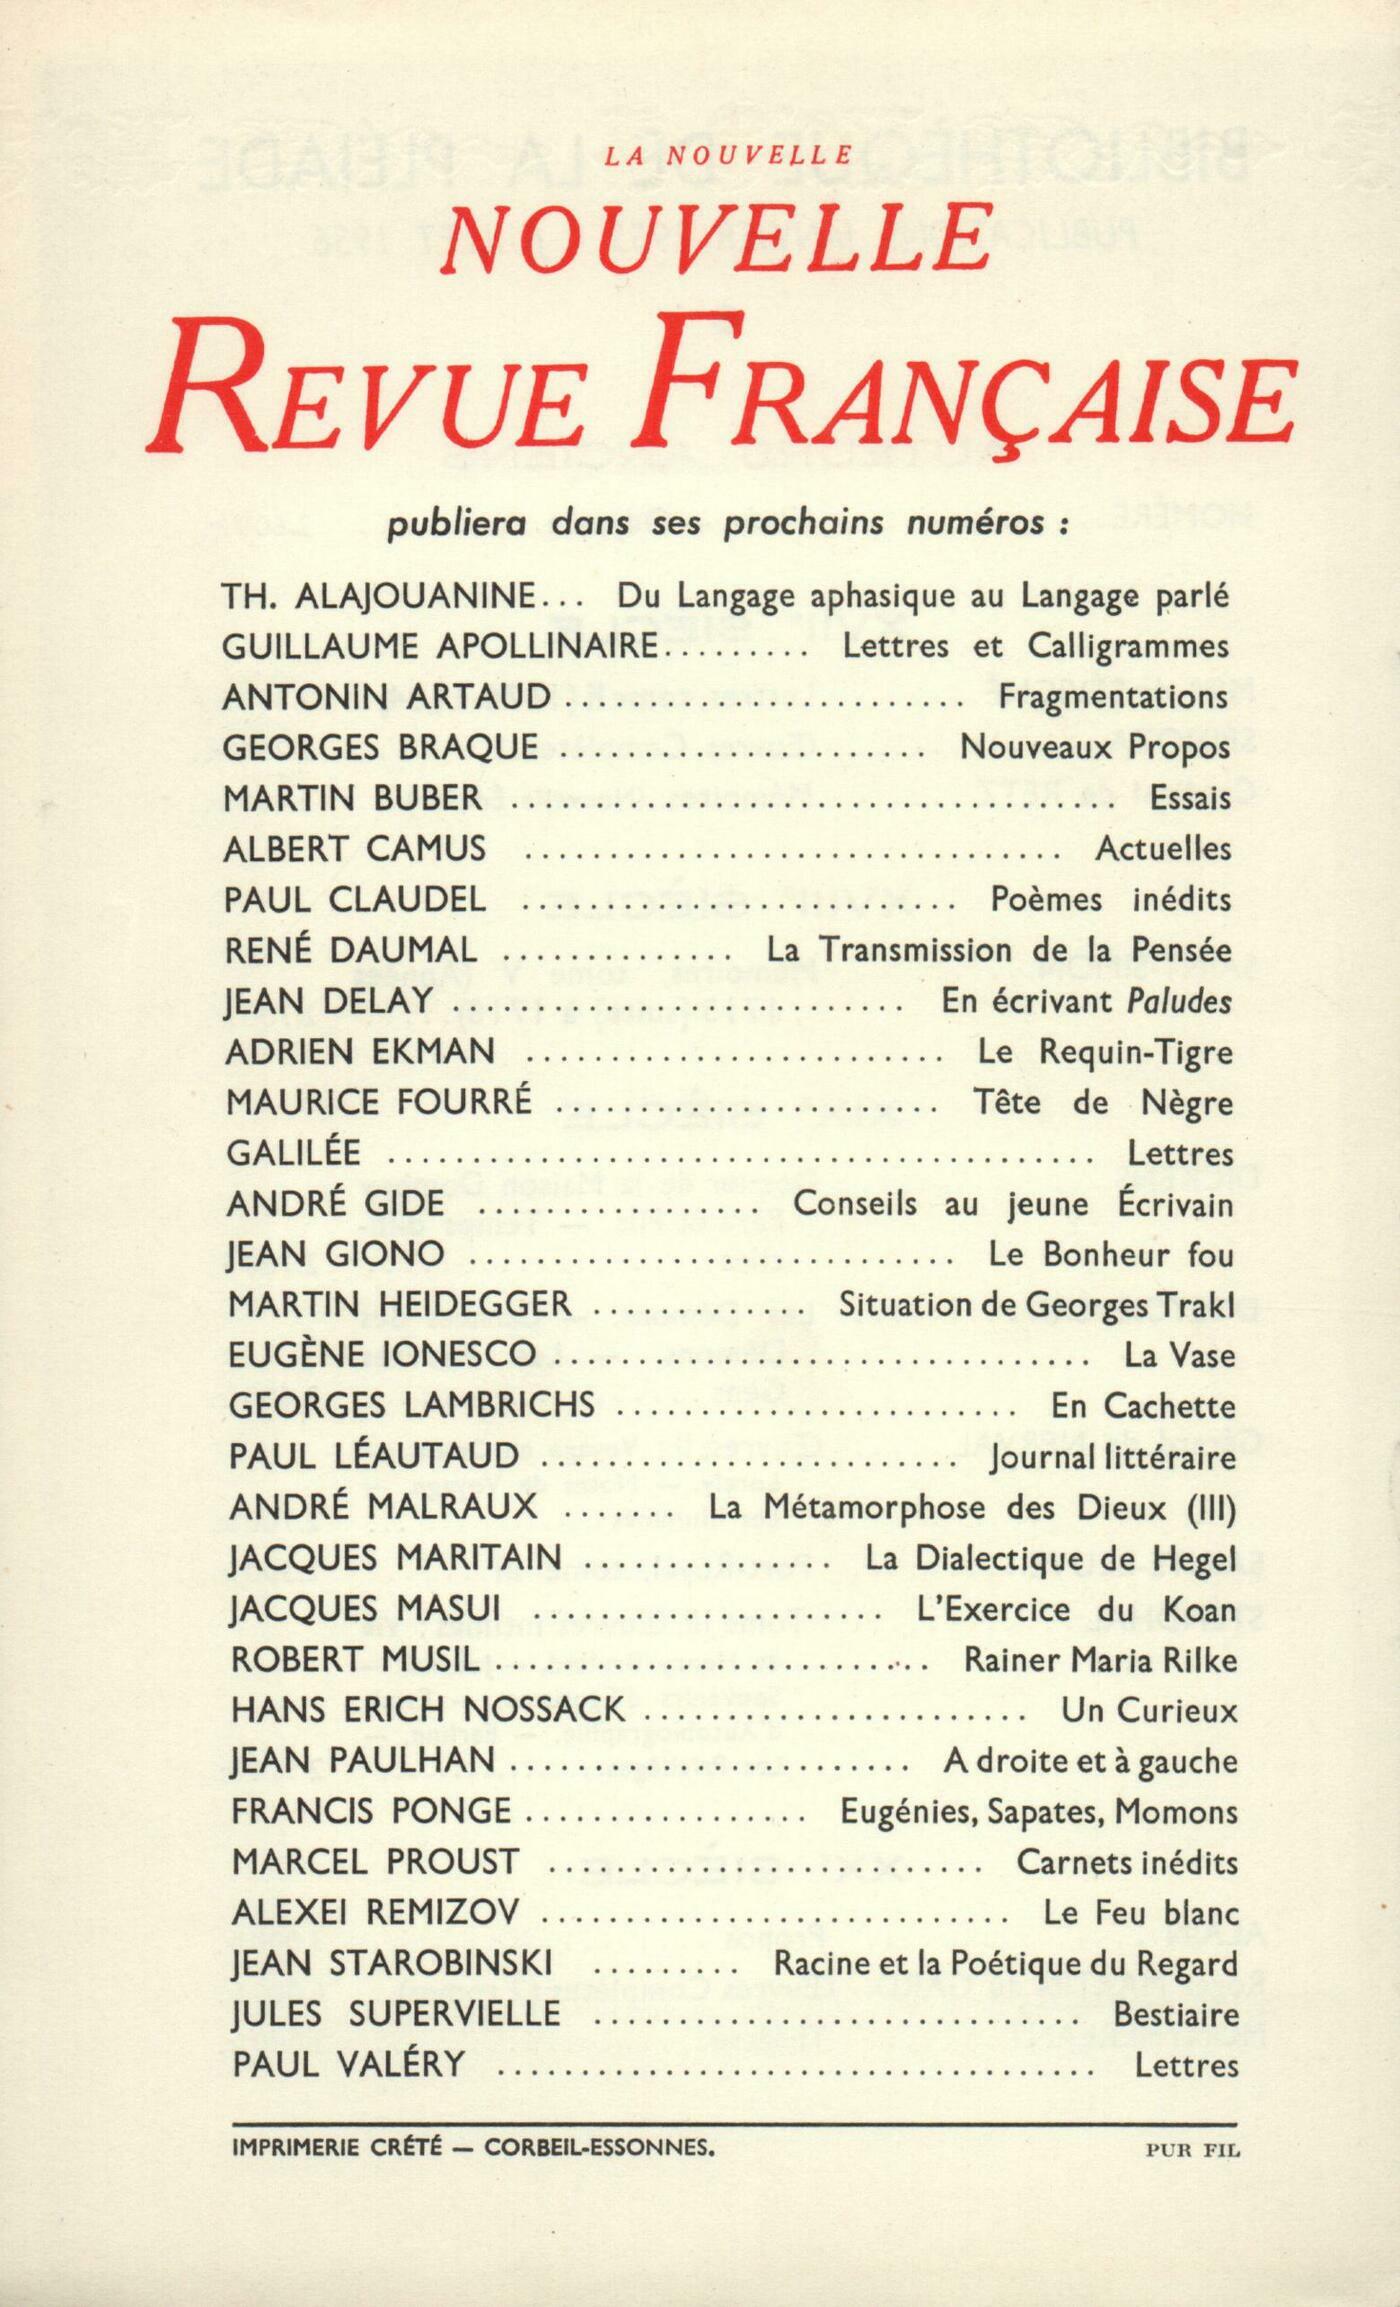 LA NOUVELLE
NOUVELLE
REVUE FRANÇAISE
publiera dans ses prochains numéros :
TH. ALAJOUANINE... Du Langage aphasique au Langage parlé
GUILLAUME APOLLINAIRE......... Lettres et Calligrammes
ANTONIN ARTAUD ........................ Fragmentations
GEORGES BRAQUE ...................... Nouveaux Propos
MARTIN BUBER .................................... Essais
ALBERT CAMUS ................................ Actuelles
PAUL CLAUDEL .......................... Poèmes inédits
RENÉ DAUMAL .............. La Transmission de la Pensée
JEAN DELAY ........................... En écrivant Paludes
ADRIEN EKMAN ......................... Le Requin-Tigre
MAURICE FOURRÉ ....................... Tête de Nègre
GALILÉE .......................................... Lettres
ANDRÉ GIDE ................. Conseils au jeune Écrivain
JEAN GIONO ............................. Le Bonheur fou
MARTIN HEIDEGGER ............. Situation de Georges Trakl
EUGÈNE IONESCO ................................ La Vase
GEORGES LAMBRICHS ........................ En Cachette
PAUL LÉAUTAUD ......................... Journal littéraire
ANDRÉ MALRAUX ....... La Métamorphose des Dieux (III)
JACQUES MARITAIN ............... La Dialectique de Hegel
JACQUES MASUI ..................... L'Exercice du Koan
ROBERT MUSIL .......................... Rainer Maria Rilke
HANS ERICH NOSSACK ....................... Un Curieux
JEAN PAULHAN ........................ A droite et à gauche
FRANCIS PONGE ................. Eugénies, Sapates, Momons
MARCEL PROUST .......................... Carnets inédits
ALEXEI REMIZOV ............................ Le Feu blanc
JEAN STAROBINSKI ......... Racine et la Poétique du Regard
JULES SUPERVIELLE ............................. Bestiaire
PAUL VALÉRY .................................... Lettres
IMPRIMERIE CRÉTÉ — CORBEIL-ESSONNES. PUR FIL